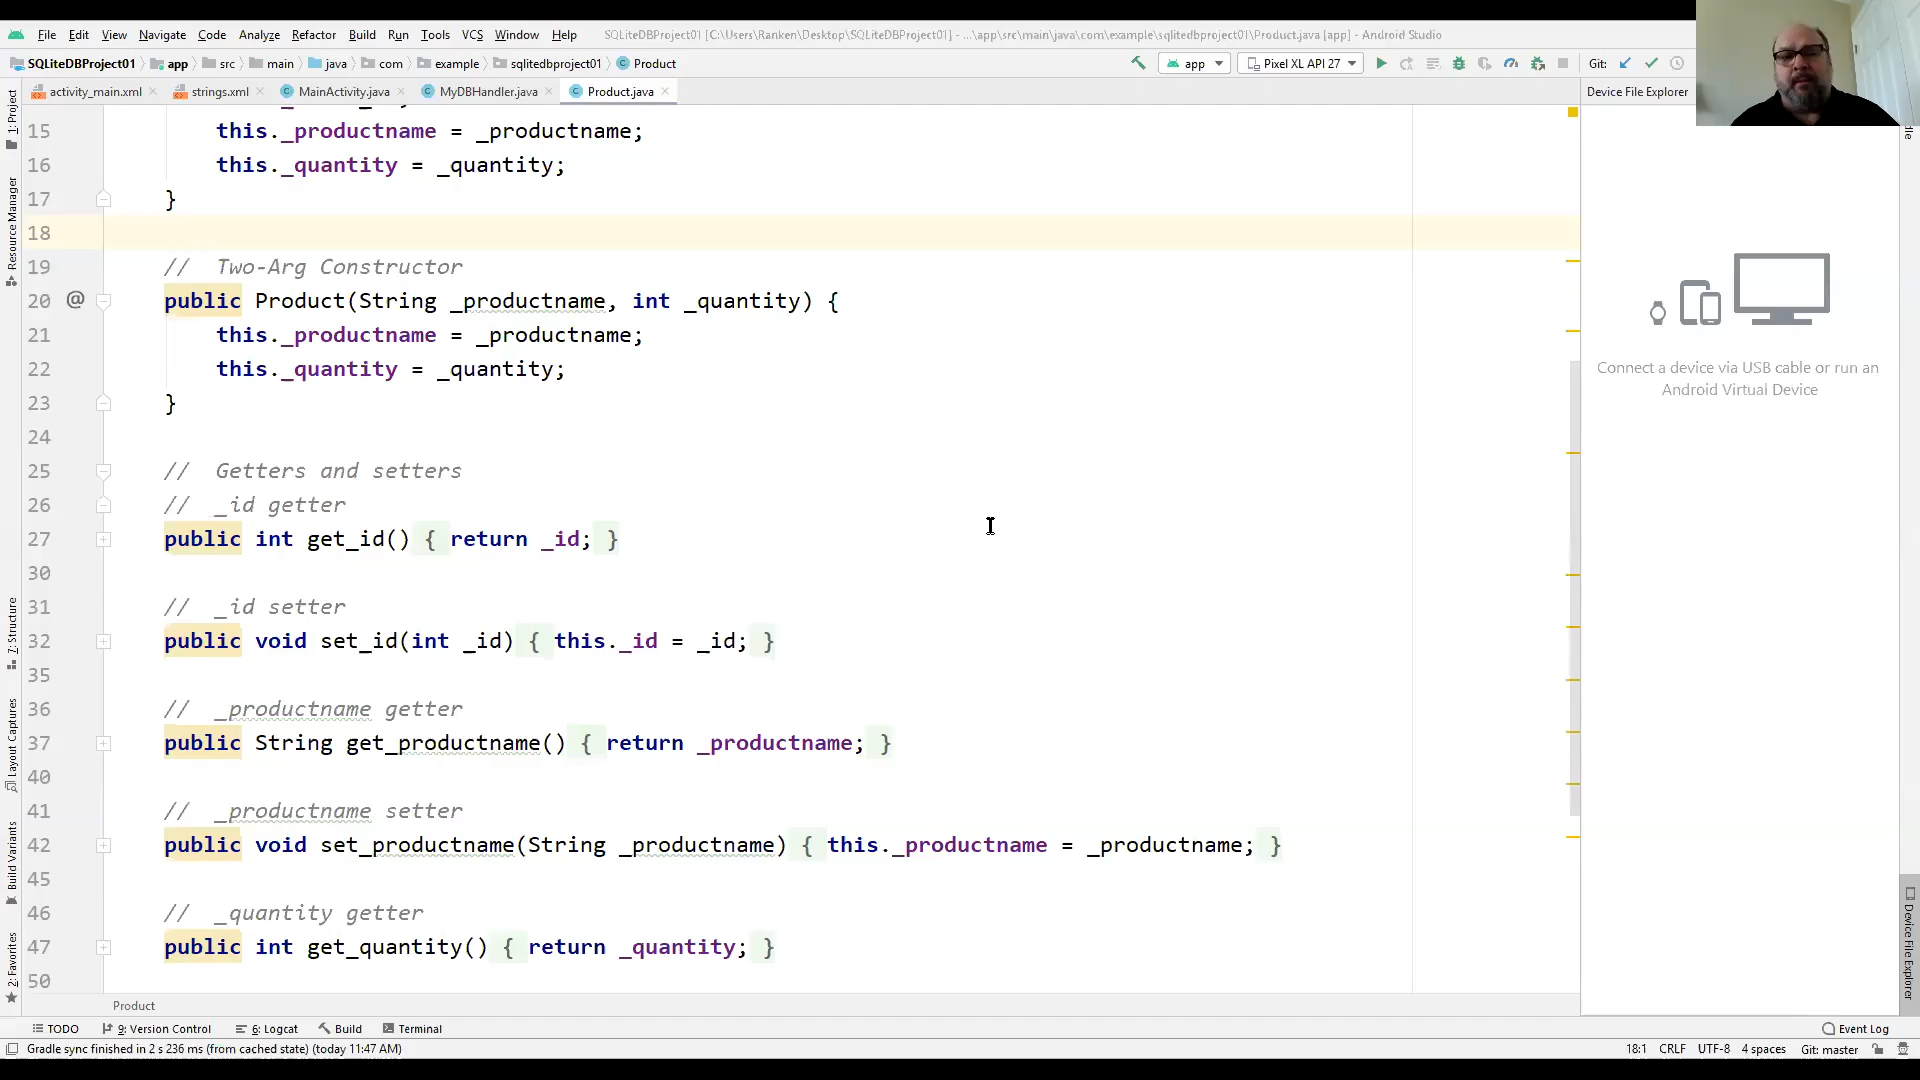 File Edit View Navigate Code Analyze Refactor Build Run Tools VCS Window Help SQLiteDBProject01 [C:\Users\Ranken\Desktop\SQLiteDBProject01] - ...\app\src\main\java\com\example\sqlitedbproject01\Product.java [app] - Android Studio
SQLiteDBProject01 app src main java com example sqlitedbproject01 Product app Pixel XL API 27 Git:
activity_main.xml strings.xml MainActivity.java MyDBHandler.java Product.java Device File Explorer
1: Project
Resource Manager
7: Structure
Layout Captures
Build Variants
2: Favorites
15 this._productname = _productname;
16 this._quantity = _quantity;
17 }
18
19 // Two-Arg Constructor
20 @ public Product(String _productname, int _quantity) {
21 this._productname = _productname;
22 this._quantity = _quantity;
23 }
24
25 // Getters and setters
26 // _id getter
27 public int get_id() { return _id; }
30
31 // _id setter
32 public void set_id(int _id) { this._id = _id; }
35
36 // _productname getter
37 public String get_productname() { return _productname; }
40
41 // _productname setter
42 public void set_productname(String _productname) { this._productname = _productname; }
45
46 // _quantity getter
47 public int get_quantity() { return _quantity; }
50
Connect a device via USB cable or run an
Android Virtual Device
Device File Explorer
Product
TODO 9: Version Control 6: Logcat Build Terminal Event Log
Gradle sync finished in 2 s 236 ms (from cached state) (today 11:47 AM) 18:1 CRLF UTF-8 4 spaces Git: master